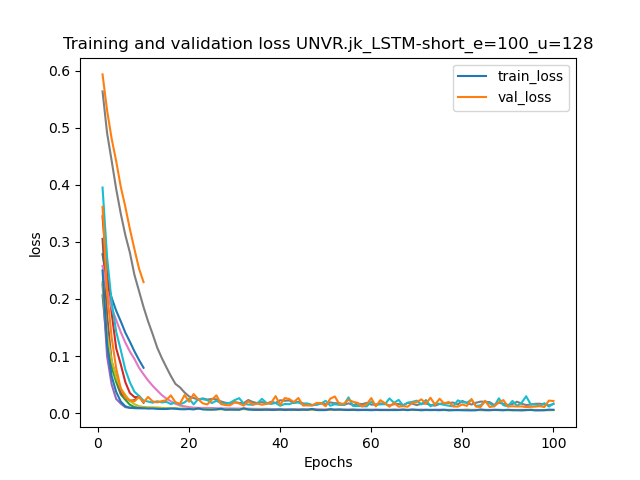 Training and validation loss UNVR.jk_LSTM-short_e=100_u=128
train_loss
val_loss
0.6
0.5
0.4
0.3
0.2
0.1
0.0
loss
0 20 40 60 80 100
Epochs